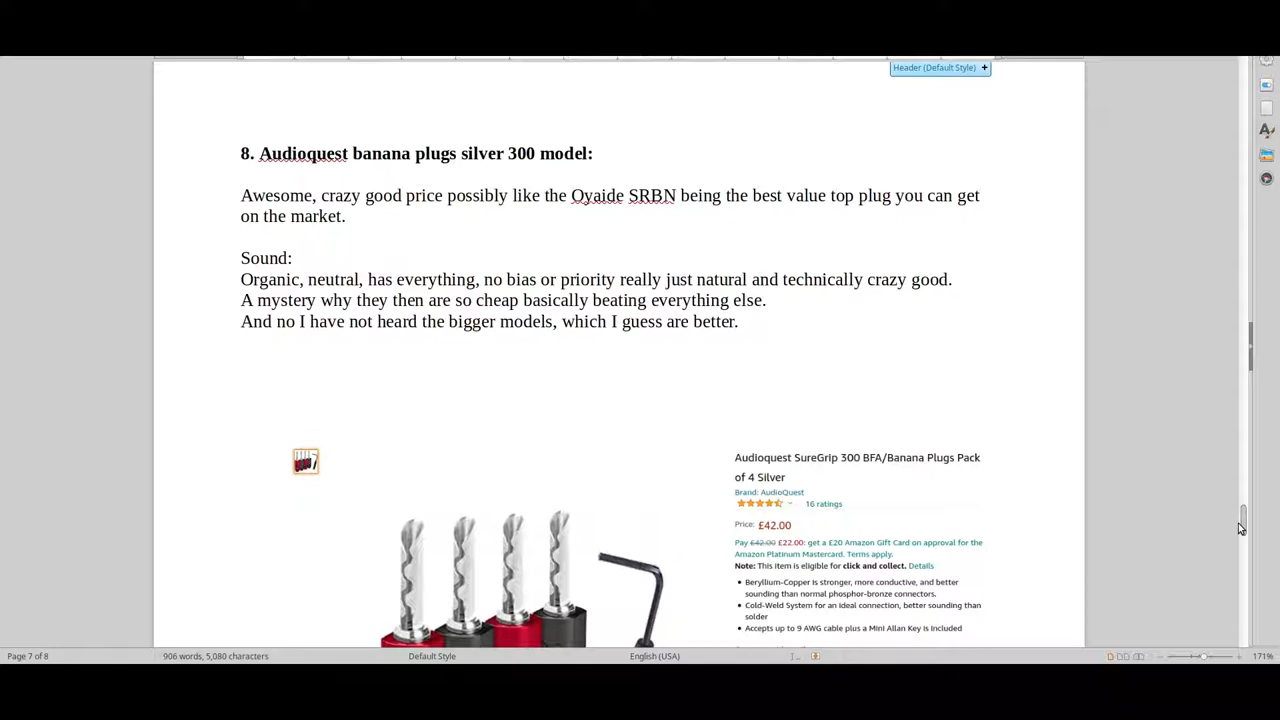 Header (Default Style) +
8. Audioquest banana plugs silver 300 model:
Awesome, crazy good price possibly like the Oyaide SRBN being the best value top plug you can get
on the market.
Sound:
Organic, neutral, has everything, no bias or priority really just natural and technically crazy good.
A mystery why they then are so cheap basically beating everything else.
And no I have not heard the bigger models, which I guess are better.
Audioquest SureGrip 300 BFA/Banana Plugs Pack
of 4 Silver
Brand: AudioQuest
16 ratings
Price: £42.00
Pay £42.00 £22.00: get a £20 Amazon Gift Card on approval for the
Amazon Platinum Mastercard. Terms apply.
Note: This item is eligible for click and collect. Details
• Beryllium-Copper is stronger, more conductive, and better
sounding than normal phosphor-bronze connectors.
• Cold-Weld System for an ideal connection, better sounding than
solder
• Accepts up to 9 AWG cable plus a Mini Allan Key is Included
Page 7 of 8
906 words, 5,080 characters
Default Style
English (USA)
171%